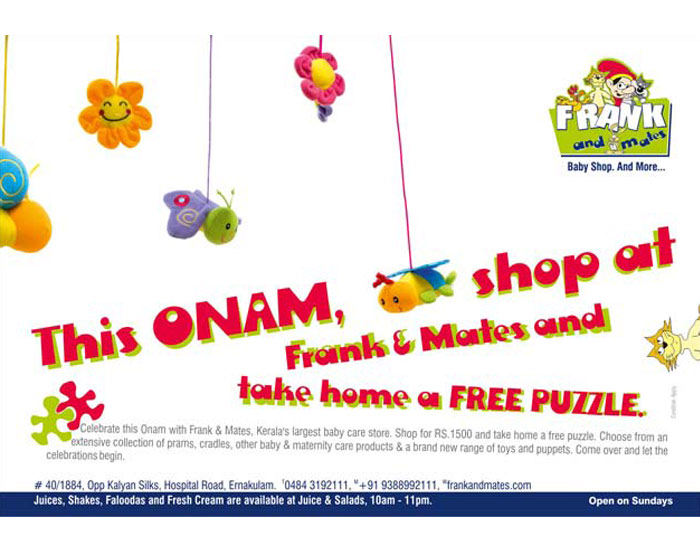 FRANK
and mates
Baby Shop. And More...
This ONAM, shop at
Frank & Mates and
take home a FREE PUZZLE.
Celebrate this Onam with Frank & Mates, Kerala's largest baby care store. Shop for RS.1500 and take home a free puzzle. Choose from an
extensive collection of prams, cradles, other baby & maternity care products & a brand new range of toys and puppets. Come over and let the
celebrations begin.
# 40/1884, Opp Kalyan Silks, Hospital Road, Ernakulam. ᵗ0484 3192111, ᵐ+91 9388992111, ʷfrankandmates.com
Juices, Shakes, Faloodas and Fresh Cream are available at Juice & Salads, 10am - 11pm.
Open on Sundays